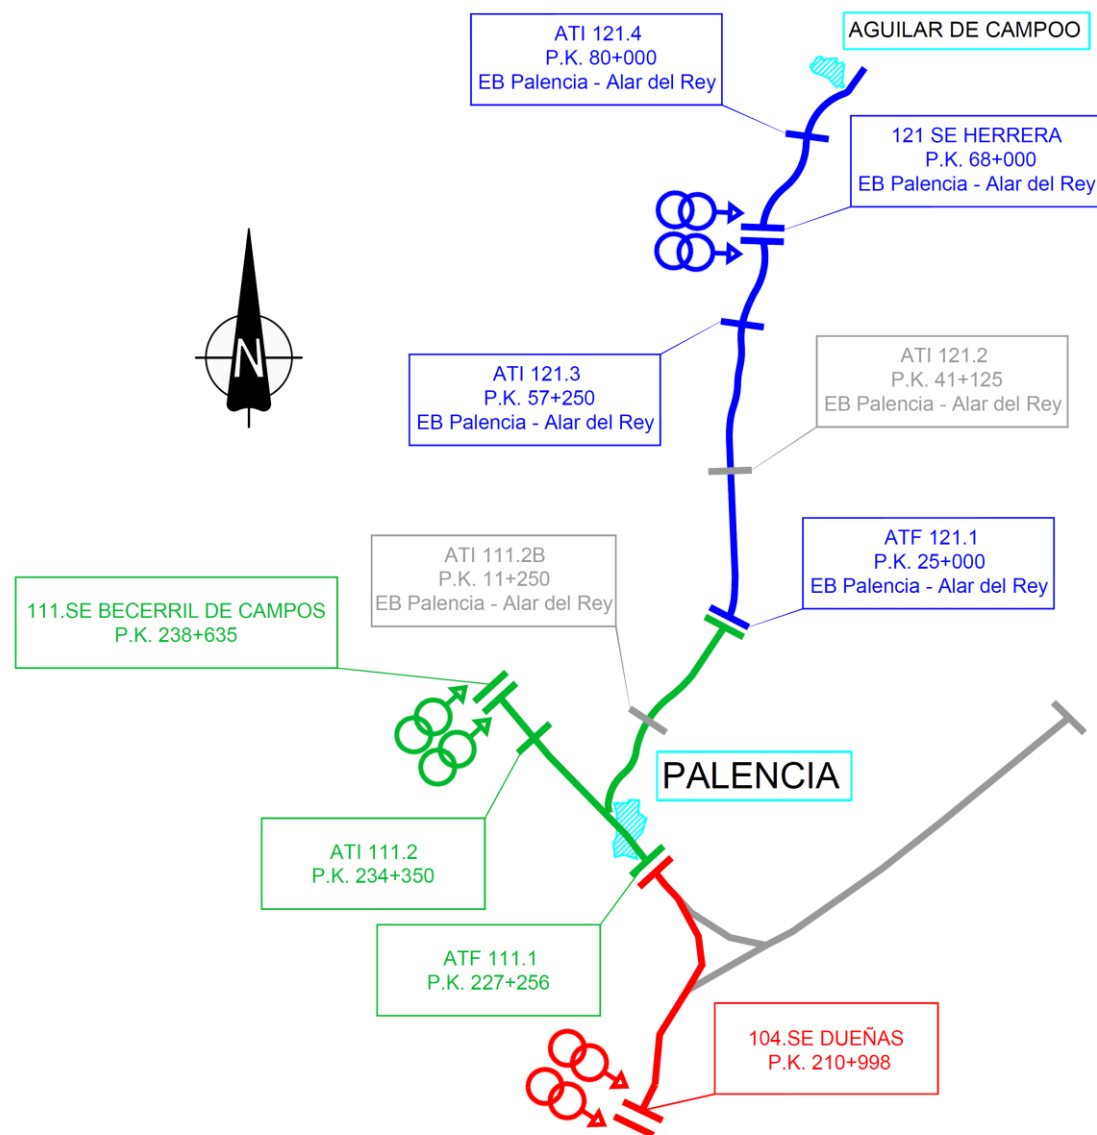 ATI 121.4
P.K. 80+000
EB Palencia - Alar del Rey
AGUILAR DE CAMPOO
121 SE HERRERA
P.K. 68+000
EB Palencia - Alar del Rey
N
ATI 121.3
P.K. 57+250
EB Palencia - Alar del Rey
ATI 121.2
P.K. 41+125
EB Palencia - Alar del Rey
ATF 121.1
P.K. 25+000
EB Palencia - Alar del Rey
ATI 111.2B
P.K. 11+250
EB Palencia - Alar del Rey
111.SE BECERRIL DE CAMPOS
P.K. 238+635
PALENCIA
ATI 111.2
P.K. 234+350
ATF 111.1
P.K. 227+256
104.SE DUEÑAS
P.K. 210+998